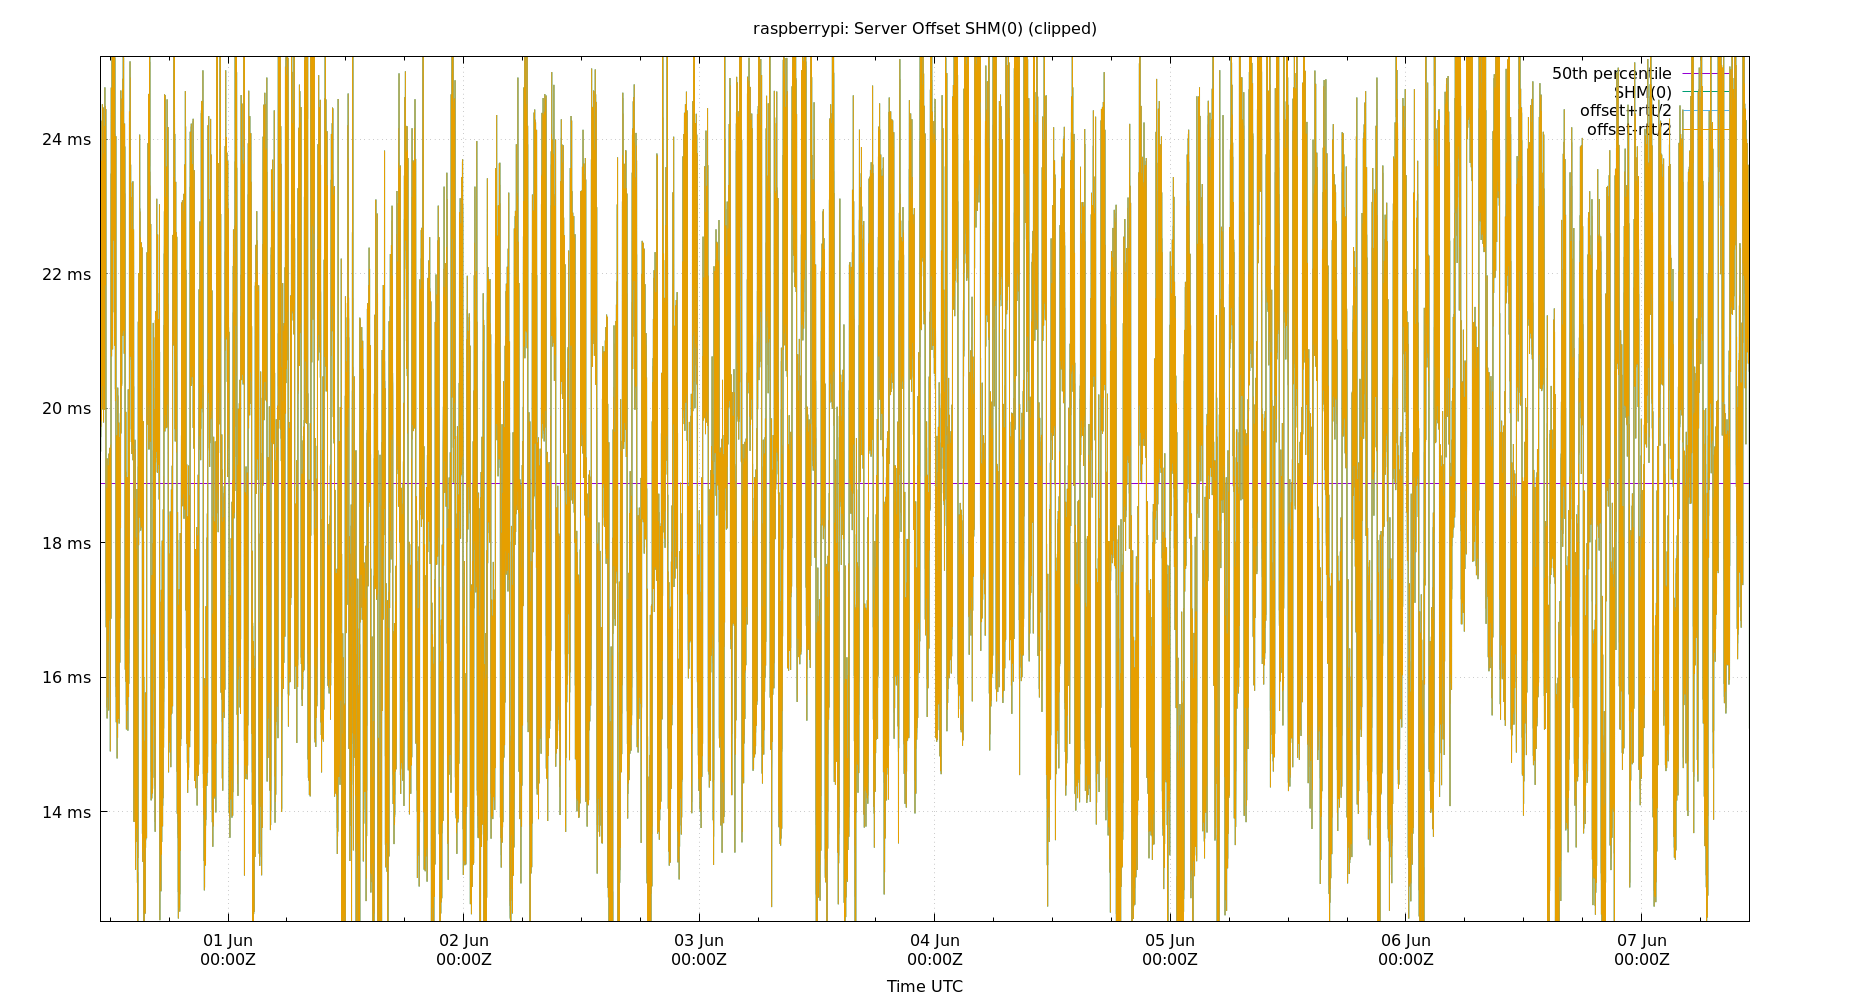 raspberrypi: Server Offset SHM(0) (clipped)
50th percentile
SHM(0)
offset+rtt/2
offset-rtt/2
24 ms
22 ms
20 ms
18 ms
16 ms
14 ms
01 Jun 02 Jun 03 Jun 04 Jun 05 Jun 06 Jun 07 Jun
00:00Z 00:00Z 00:00Z 00:00Z 00:00Z 00:00Z 00:00Z
Time UTC